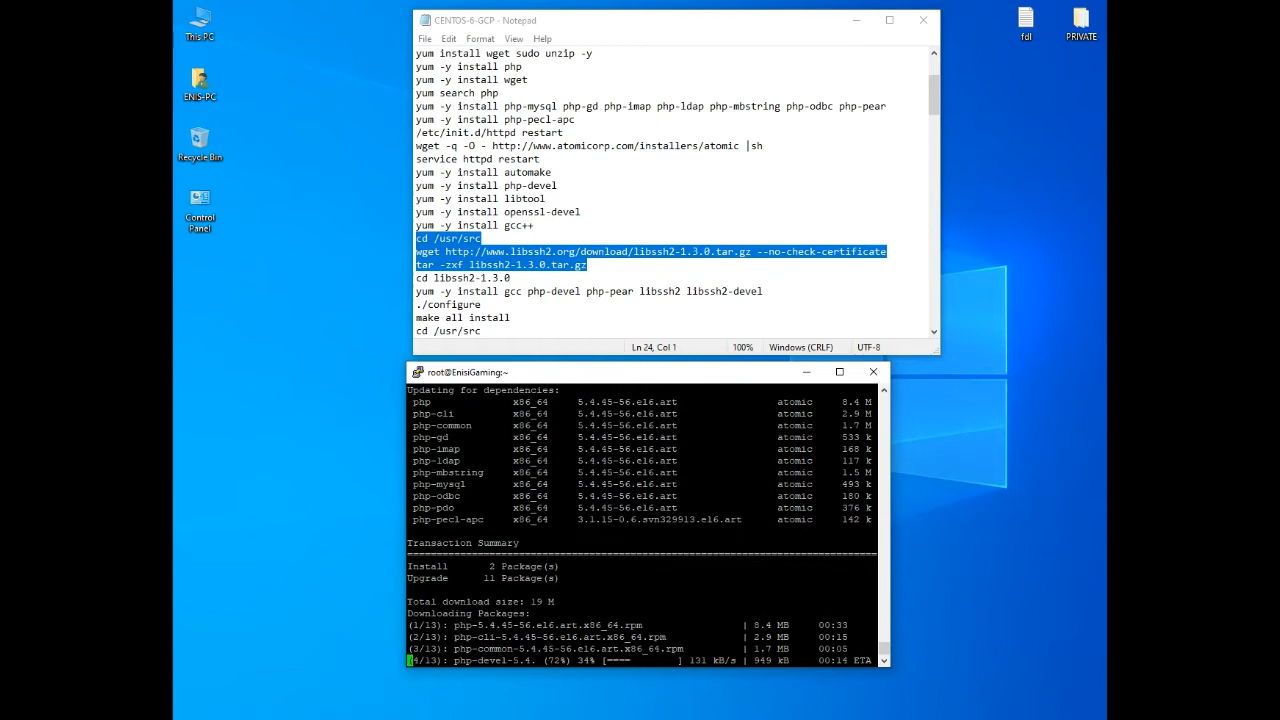 This PC
ENIS-PC
Recycle Bin
Control
Panel
fdl
PRIVATE
CENTOS-6-GCP - Notepad
File Edit Format View Help
yum install wget sudo unzip -y
yum -y install php
yum -y install wget
yum search php
yum -y install php-mysql php-gd php-imap php-ldap php-mbstring php-odbc php-pear
yum -y install php-pecl-apc
/etc/init.d/httpd restart
wget -q -O - http://www.atomicorp.com/installers/atomic |sh
service httpd restart
yum -y install automake
yum -y install php-devel
yum -y install libtool
yum -y install openssl-devel
yum -y install gcc++
cd /usr/src
wget http://www.libssh2.org/download/libssh2-1.3.0.tar.gz --no-check-certificate
tar -zxf libssh2-1.3.0.tar.gz
cd libssh2-1.3.0
yum -y install gcc php-devel php-pear libssh2 libssh2-devel
./configure
make all install
cd /usr/src
Ln 24, Col 1 100% Windows (CRLF) UTF-8
root@EnisiGaming:~
Updating for dependencies:
php x86_64 5.4.45-56.el6.art atomic 8.4 M
php-cli x86_64 5.4.45-56.el6.art atomic 2.9 M
php-common x86_64 5.4.45-56.el6.art atomic 1.7 M
php-gd x86_64 5.4.45-56.el6.art atomic 533 k
php-imap x86_64 5.4.45-56.el6.art atomic 168 k
php-ldap x86_64 5.4.45-56.el6.art atomic 117 k
php-mbstring x86_64 5.4.45-56.el6.art atomic 1.5 M
php-mysql x86_64 5.4.45-56.el6.art atomic 493 k
php-odbc x86_64 5.4.45-56.el6.art atomic 180 k
php-pdo x86_64 5.4.45-56.el6.art atomic 376 k
php-pecl-apc x86_64 3.1.15-0.6.svn329913.el6.art atomic 142 k
Transaction Summary
================================================================================
Install 2 Package(s)
Upgrade 11 Package(s)
Total download size: 19 M
Downloading Packages:
(1/13): php-5.4.45-56.el6.art.x86_64.rpm | 8.4 MB 00:33
(2/13): php-cli-5.4.45-56.el6.art.x86_64.rpm | 2.9 MB 00:15
(3/13): php-common-5.4.45-56.el6.art.x86_64.rpm | 1.7 MB 00:05
(4/13): php-devel-5.4. (72%) 34% [==== ] 131 kB/s | 949 kB 00:14 ETA